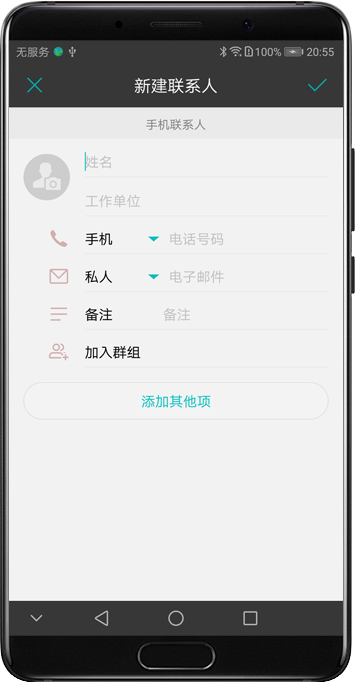 无服务 100% 20:55
新建联系人
手机联系人
姓名
工作单位
手机 电话号码
私人 电子邮件
备注 备注
加入群组
添加其他项